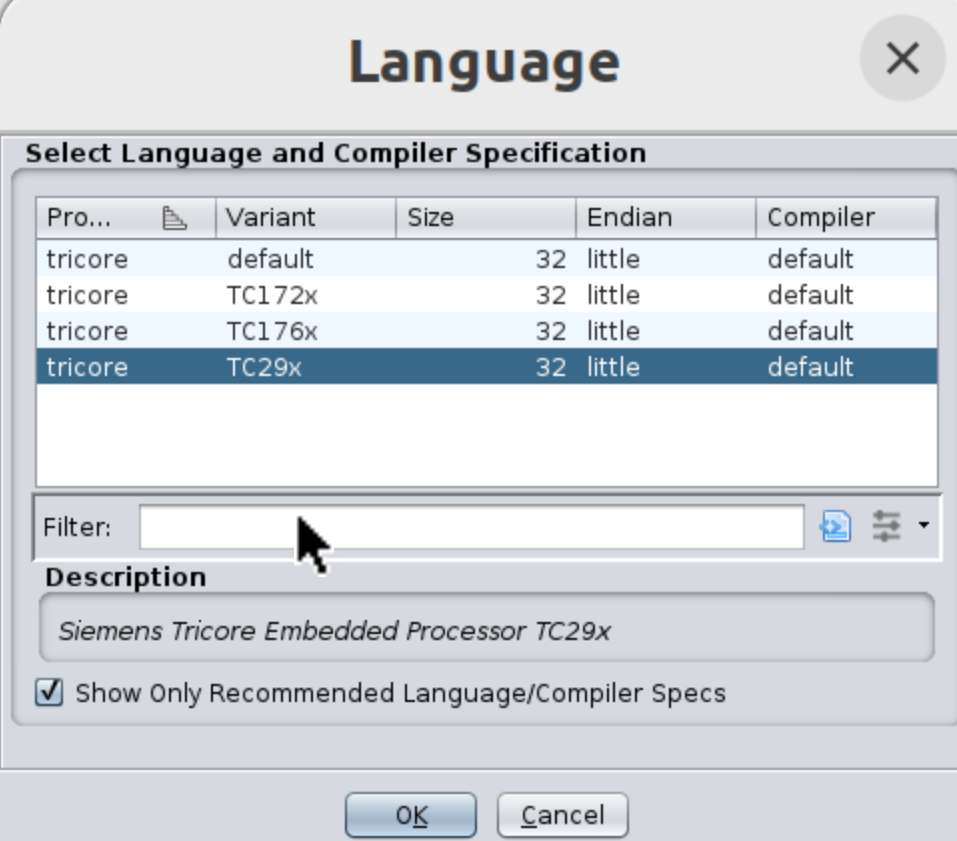 Language
Select Language and Compiler Specification
Pro... Variant Size Endian Compiler
tricore default 32 little default
tricore TC172x 32 little default
tricore TC176x 32 little default
tricore TC29x 32 little default
Filter:
Description
Siemens Tricore Embedded Processor TC29x
Show Only Recommended Language/Compiler Specs
OK Cancel